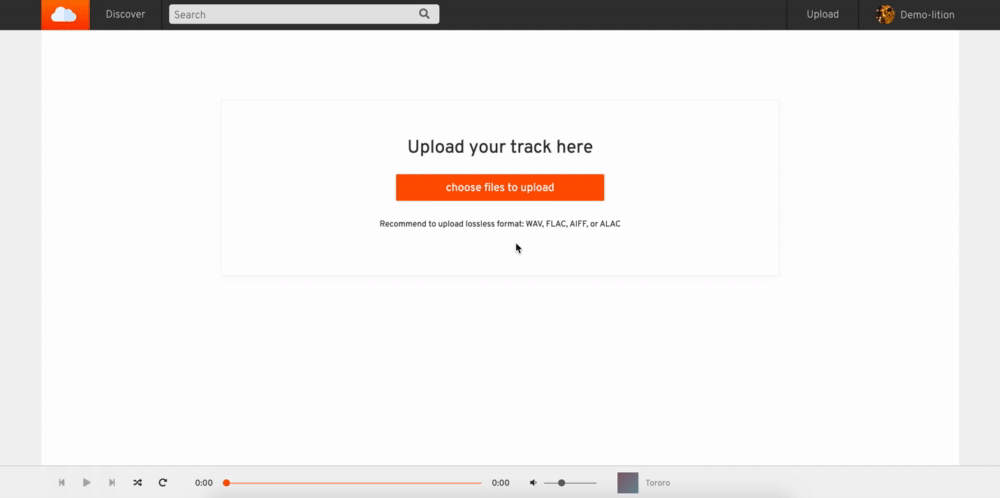 Discover
Search
Upload
Demo-lition
Upload your track here
choose files to upload
Recommend to upload lossless format: WAV, FLAC, AIFF, or ALAC
0:00
0:00
Tororo